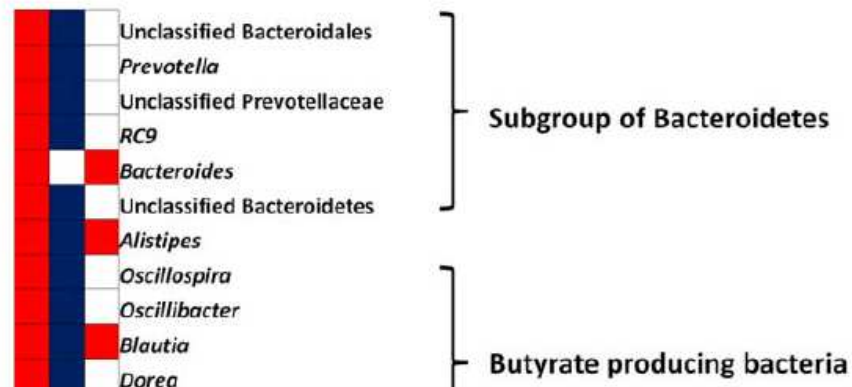 Unclassified Bacteroidales
Prevotella
Unclassified Prevotellaceae
RC9
Bacteroides
Unclassified Bacteroidetes
Alistipes
Oscillospira
Oscillibacter
Blautia
Dorea
Subgroup of Bacteroidetes
Butyrate producing bacteria